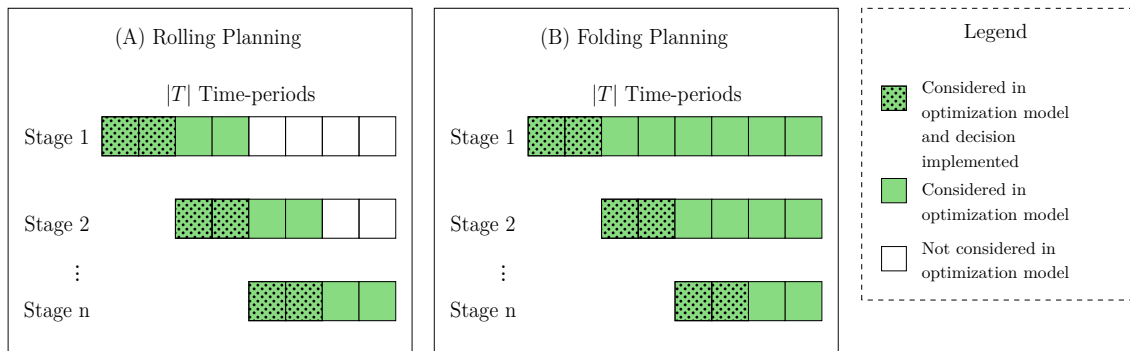 (A) Rolling Planning
|T| Time-periods
Stage 1
Stage 2
⋮
Stage n
(B) Folding Planning
|T| Time-periods
Stage 1
Stage 2
⋮
Stage n
Legend
Considered in
optimization model
and decision
implemented
Considered in
optimization model
Not considered in
optimization model